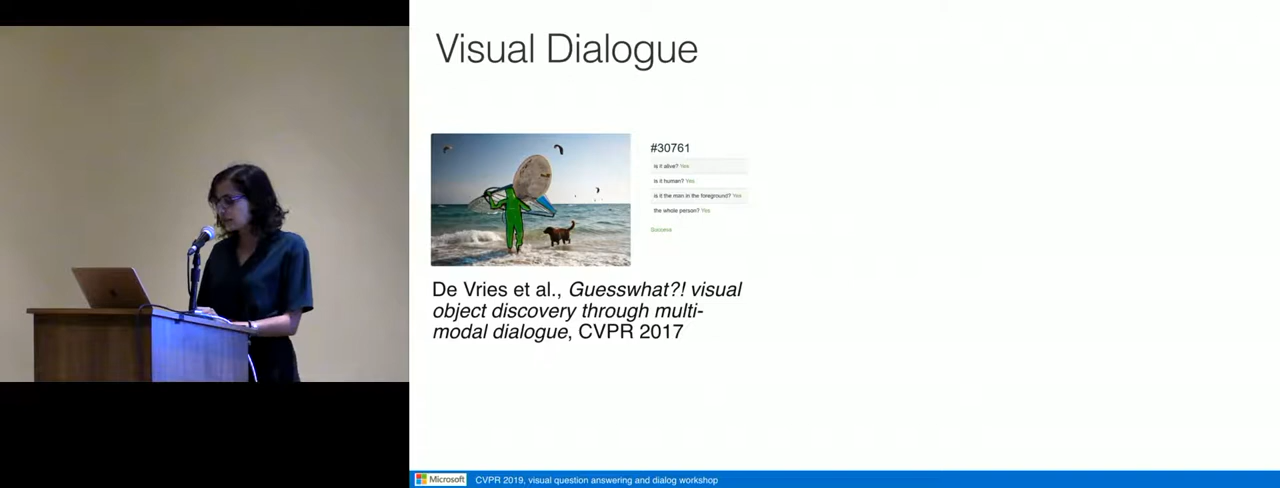 Visual Dialogue
#30761
is it alive? Yes
is it human? Yes
is it the man in the foreground? Yes
the whole person? Yes
Success
De Vries et al., Guesswhat?! visual
object discovery through multi-
modal dialogue, CVPR 2017
Microsoft
CVPR 2019, visual question answering and dialog workshop